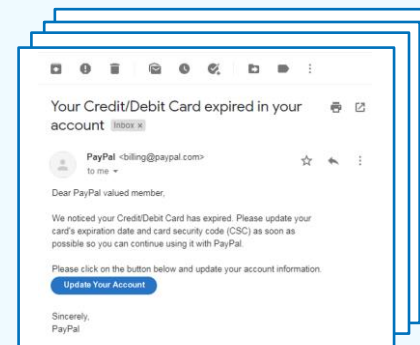 Your Credit/Debit Card expired in your
account Inbox x
PayPal <billing@paypal.com>
to me
Dear PayPal valued member,
We noticed your Credit/Debit Card has expired. Please update your
card's expiration date and card security code (CSC) as soon as
possible so you can continue using it with PayPal.
Please click on the button below and update your account information.
Update Your Account
Sincerely,
PayPal